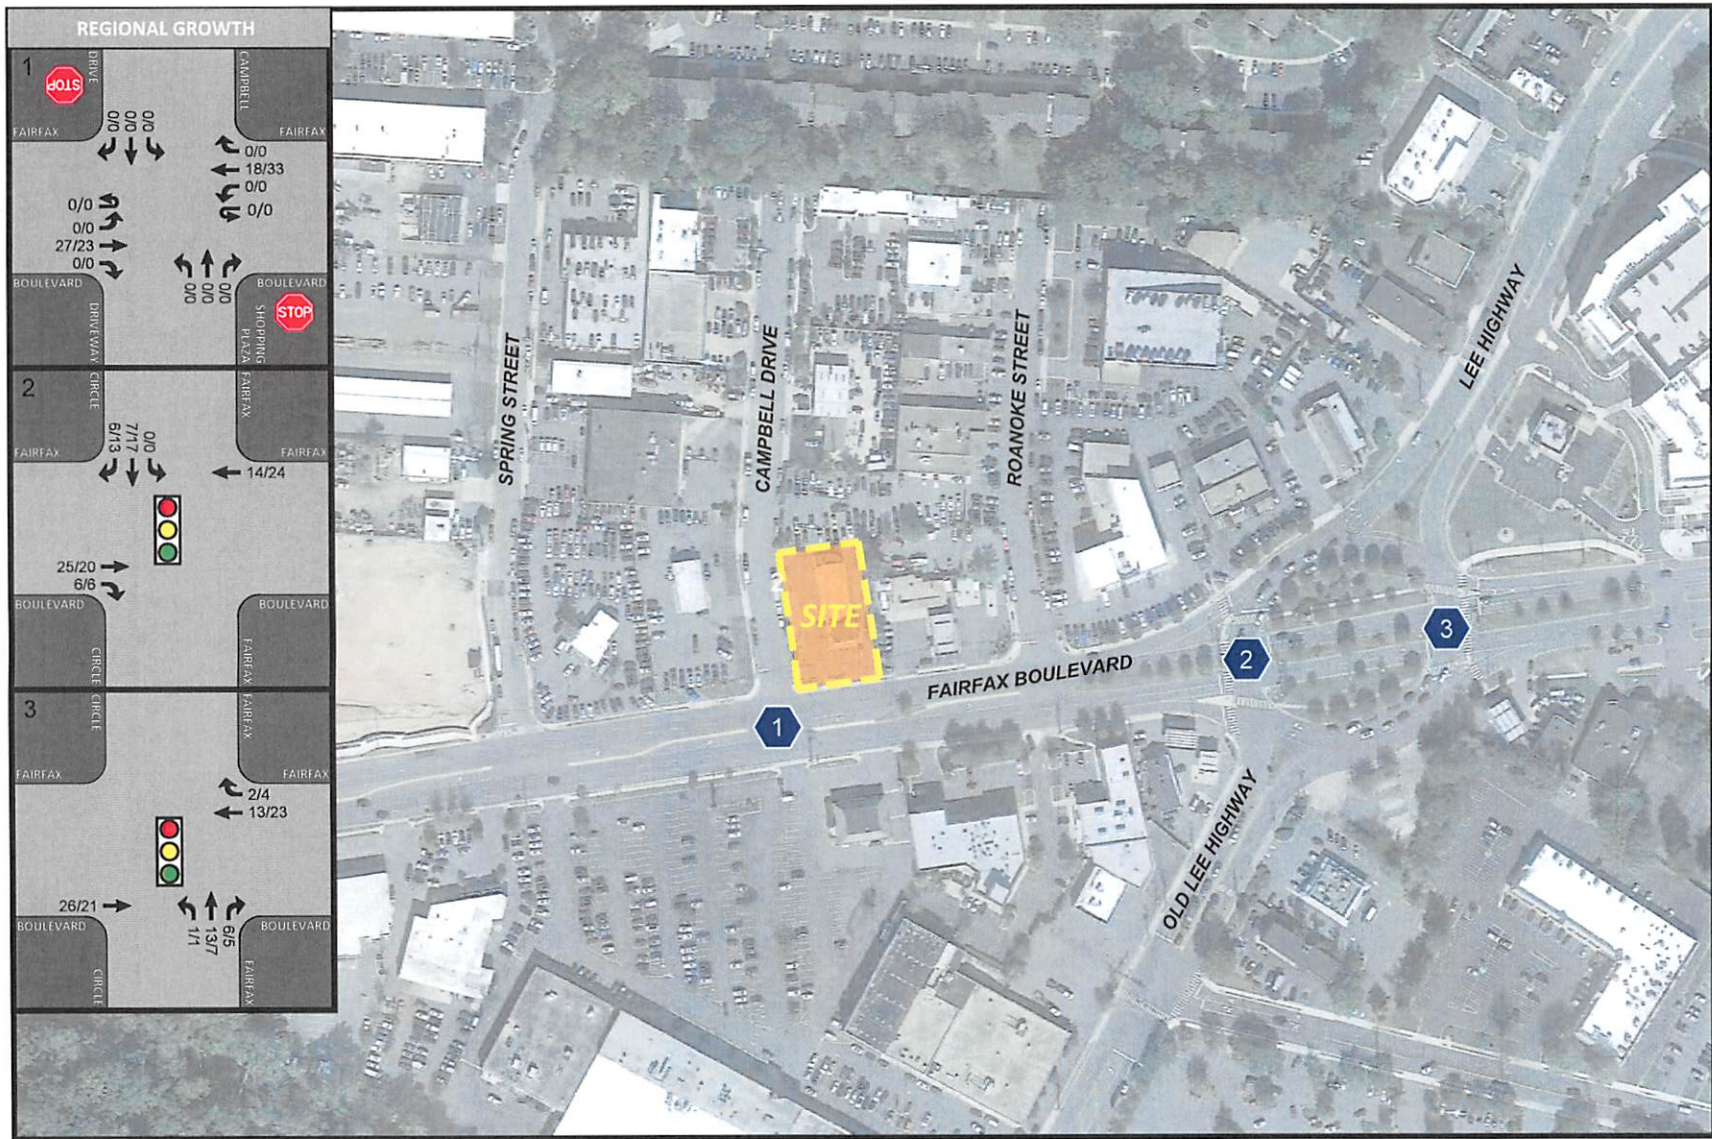 REGIONAL GROWTH
1
STOP
DRIVE
CAMPBELL
FAIRFAX
FAIRFAX
0/0
0/0
0/0
0/0
18/33
0/0
0/0
0/0
0/0
27/23
0/0
0/0
0/0
0/0
BOULEVARD
BOULEVARD
DRIVEWAY
SHOPPING
PLAZA
STOP
2
CIRCLE
FAIRFAX
FAIRFAX
FAIRFAX
6/13
7/17
0/0
14/24
25/20
6/6
BOULEVARD
BOULEVARD
CIRCLE
FAIRFAX
3
CIRCLE
FAIRFAX
FAIRFAX
FAIRFAX
2/4
13/23
26/21
1/1
13/7
6/5
BOULEVARD
BOULEVARD
CIRCLE
FAIRFAX
SPRING STREET
CAMPBELL DRIVE
ROANOKE STREET
LEE HIGHWAY
SITE
FAIRFAX BOULEVARD
1
2
3
OLD LEE HIGHWAY